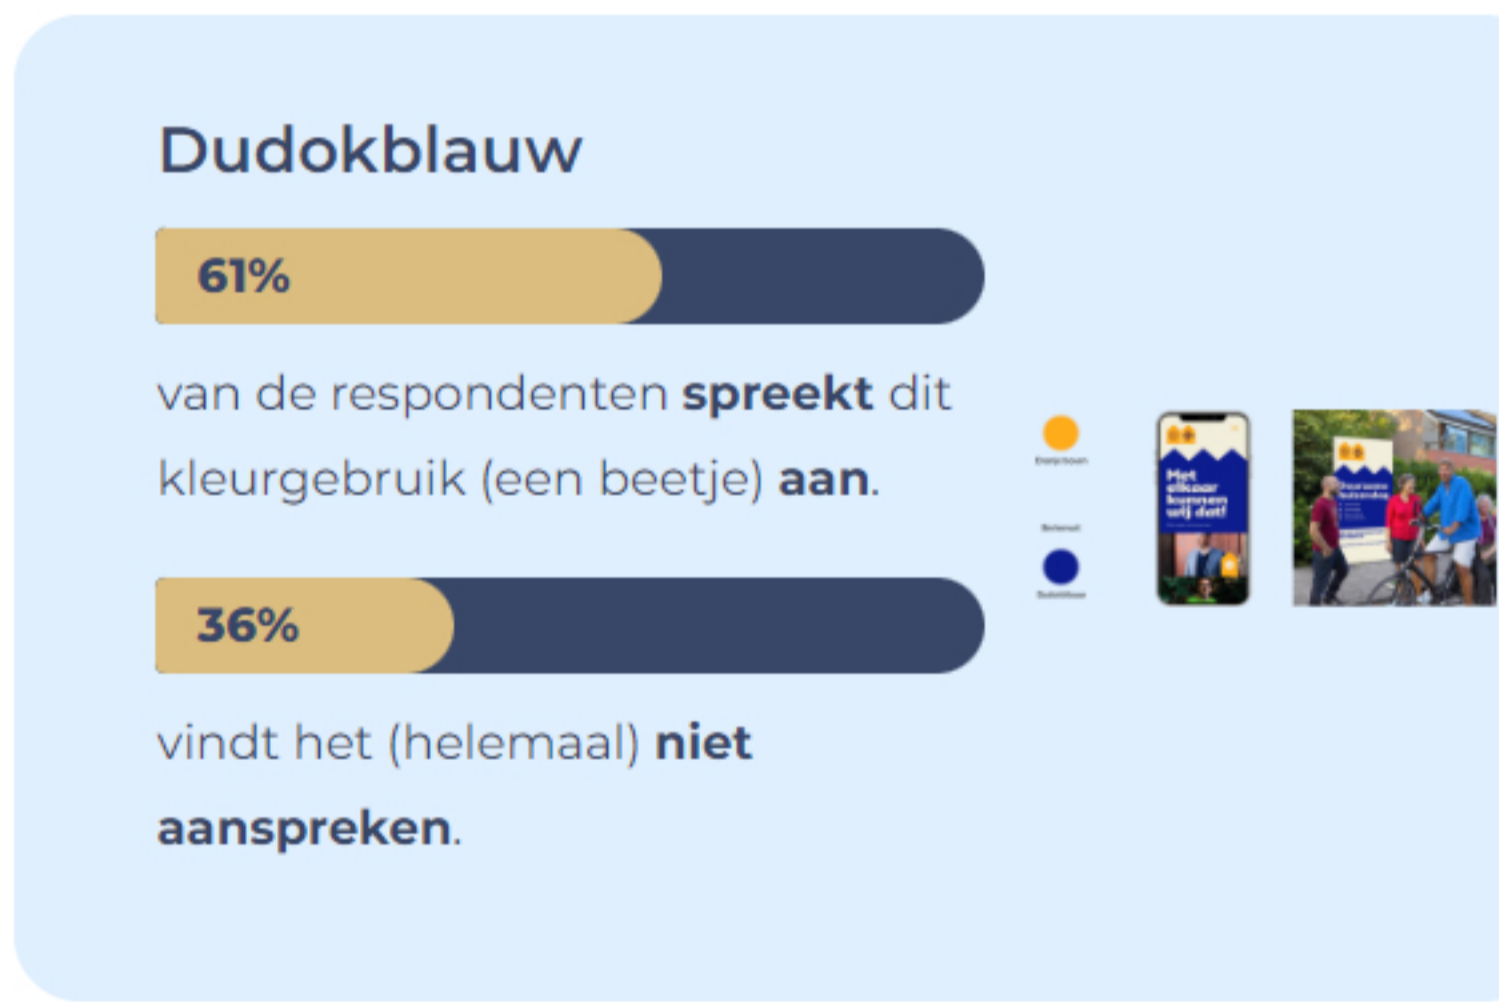 Dudokblauw
61%
van de respondenten spreekt dit
kleurgebruik (een beetje) aan.
36%
vindt het (helemaal) niet
aanspreken.
Met
elkaar
kunnen
wij dat!